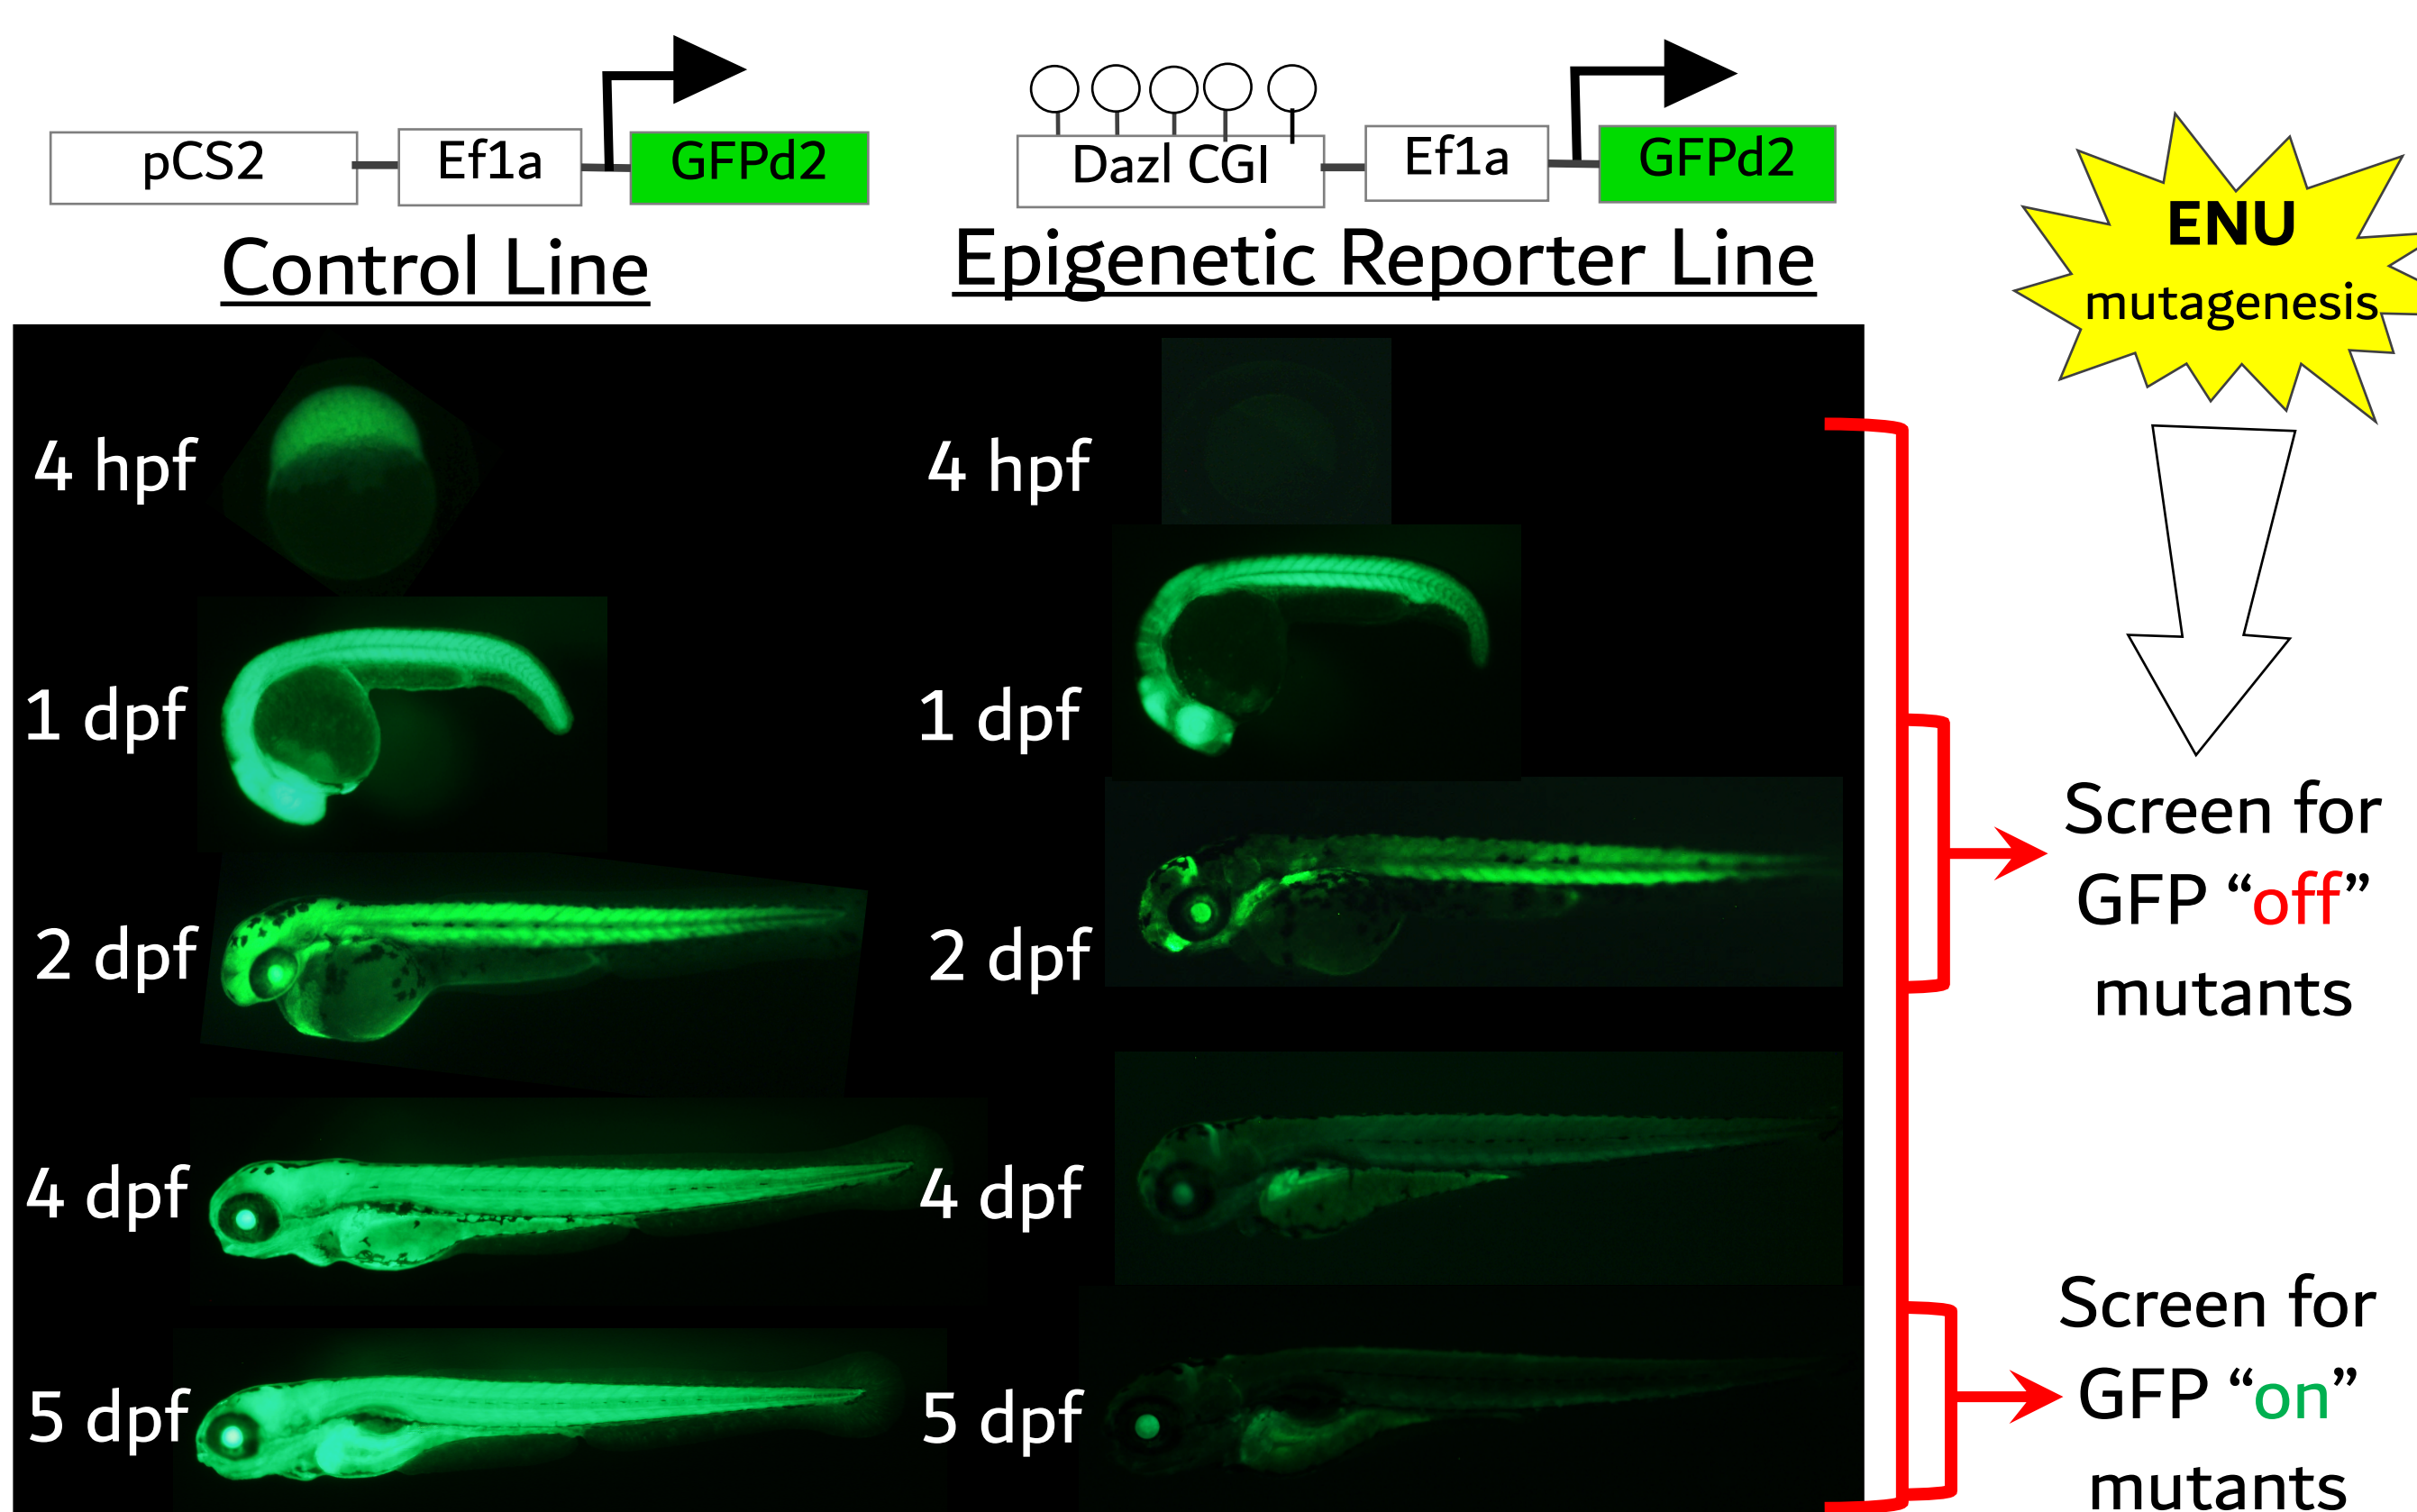 pCS2
Ef1a
GFPd2
Dazl CGI
Ef1a
GFPd2
Control Line
Epigenetic Reporter Line
ENU
mutagenesis
4 hpf
4 hpf
1 dpf
1 dpf
2 dpf
2 dpf
4 dpf
4 dpf
5 dpf
5 dpf
Screen for
GFP “off”
mutants
Screen for
GFP “on”
mutants